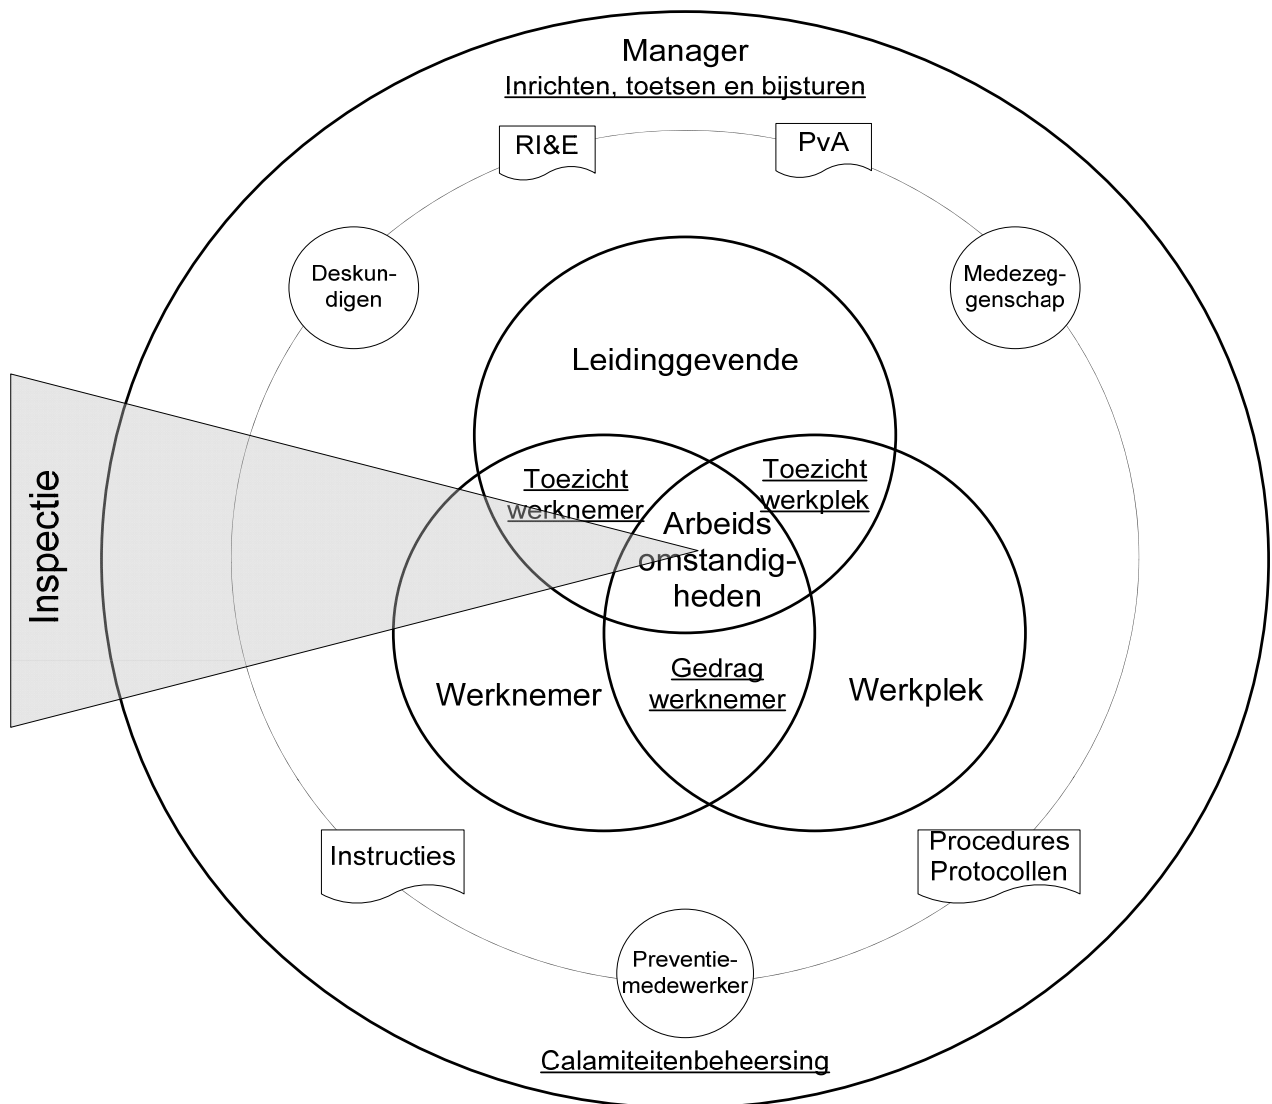 Manager
Inrichten, toetsen en bijsturen
RI&E
PvA
Deskun-
digen
Medezeg-
genschap
Leidinggevende
Inspectie
Toezicht
werknemer
Toezicht
werkplek
Arbeids
omstandig-
heden
Werknemer
Gedrag
werknemer
Werkplek
Instructies
Procedures
Protocollen
Preventie-
medewerker
Calamiteitenbeheersing